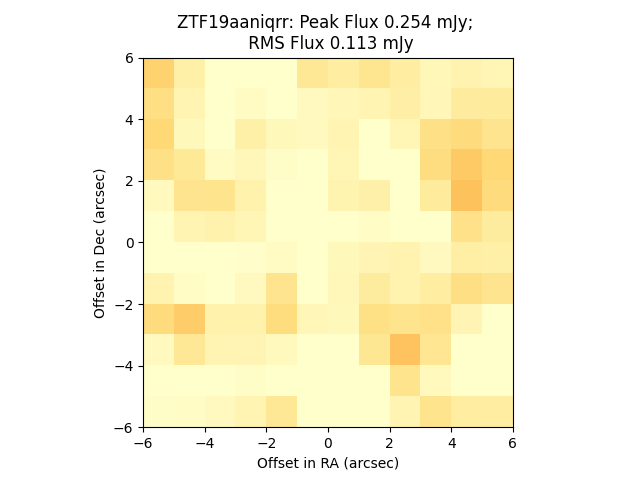 ZTF19aaniqrr: Peak Flux 0.254 mJy;
RMS Flux 0.113 mJy
6
4
2
0
−2
−4
−6
Offset in Dec (arcsec)
−6 −4 −2 0 2 4 6
Offset in RA (arcsec)